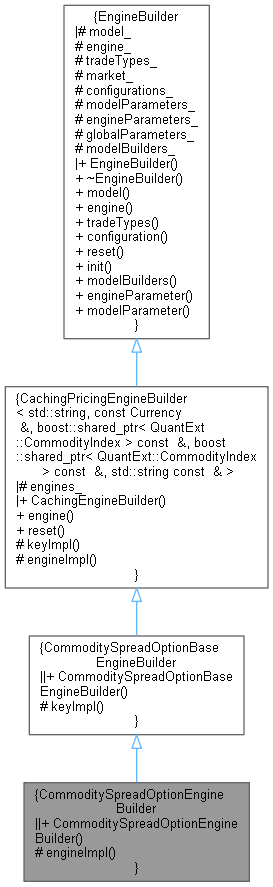 {EngineBuilder
|# model_
# engine_
# tradeTypes_
# market_
# configurations_
# modelParameters_
# engineParameters_
# globalParameters_
# modelBuilders_
|+ EngineBuilder()
+ ~EngineBuilder()
+ model()
+ engine()
+ tradeTypes()
+ configuration()
+ reset()
+ init()
+ modelBuilders()
+ engineParameter()
+ modelParameter()
}
{CachingPricingEngineBuilder
< std::string, const Currency
&, boost::shared_ptr< QuantExt
::CommodityIndex > const &, boost
::shared_ptr< QuantExt::CommodityIndex
> const &, std::string const & >
|# engines_
|+ CachingEngineBuilder()
+ engine()
+ reset()
# keyImpl()
# engineImpl()
}
{CommoditySpreadOptionBase
EngineBuilder
||+ CommoditySpreadOptionBase
EngineBuilder()
# keyImpl()
}
{CommoditySpreadOptionEngine
Builder
||+ CommoditySpreadOptionEngine
Builder()
# engineImpl()
}